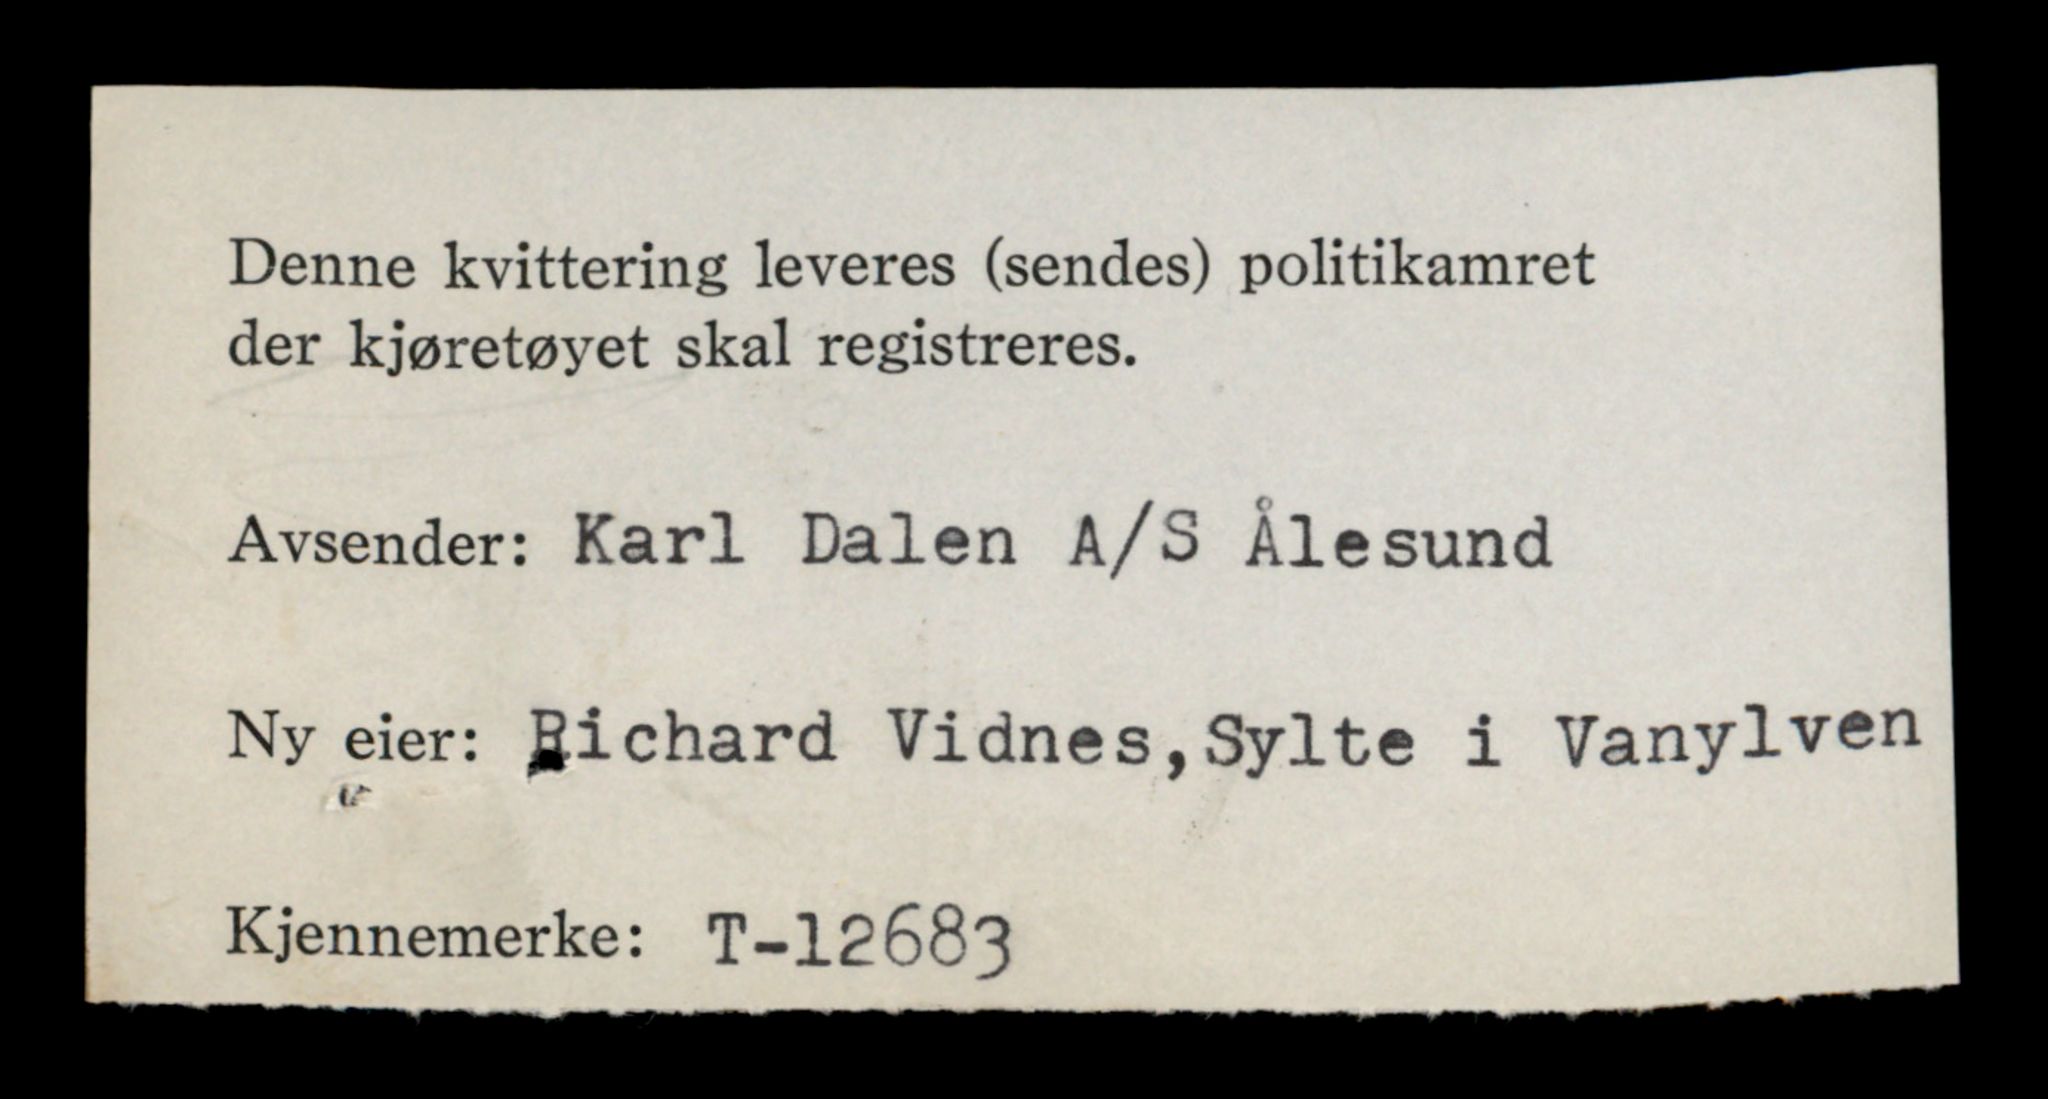 Denne kvittering leveres (sendes) politikamret
der kjøretøyet skal registreres.
Avsender: Karl Dalen A/S Ålesund
Ny eier: Richard Vidnes,Sylte i Vanylven
Kjennemerke: T-12683